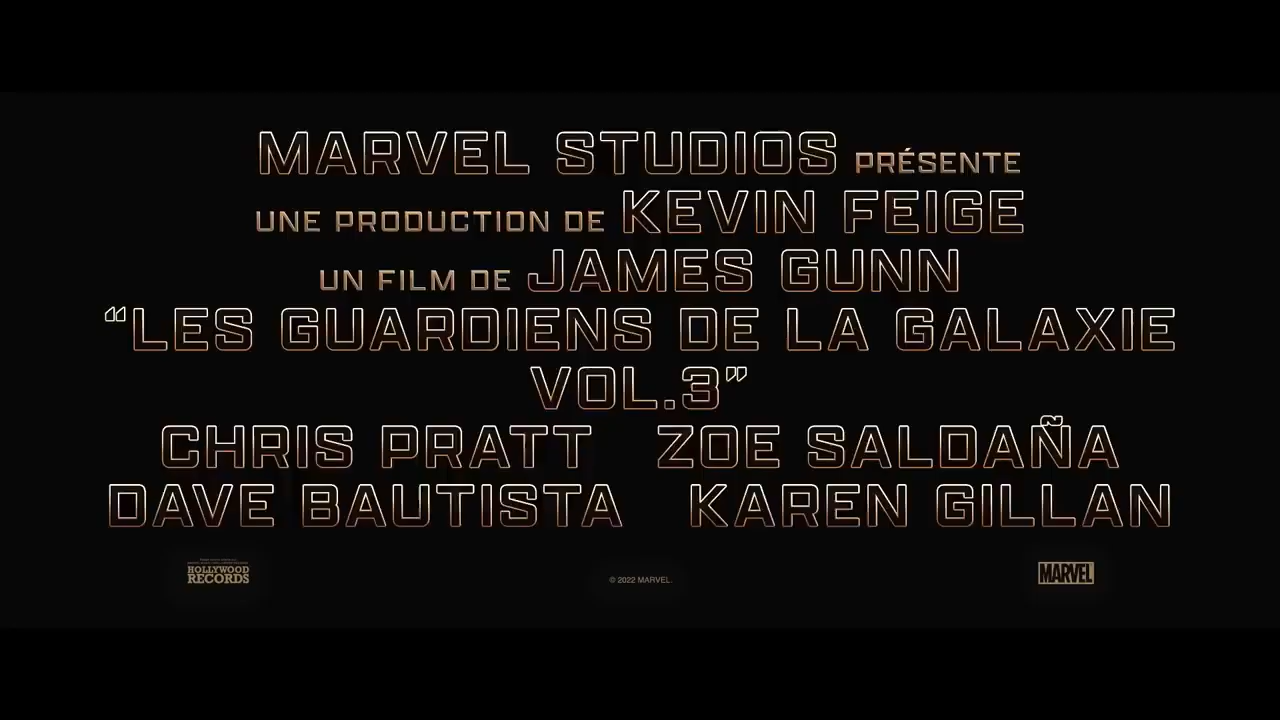 MARVEL STUDIOS PRÉSENTE
UNE PRODUCTION DE KEVIN FEIGE
UN FILM DE JAMES GUNN
“LES GUARDIENS DE LA GALAXIE
VOL.3”
CHRIS PRATT ZOE SALDAÑA
DAVE BAUTISTA KAREN GILLAN
HOLLYWOOD
RECORDS
© 2022 MARVEL.
MARVEL